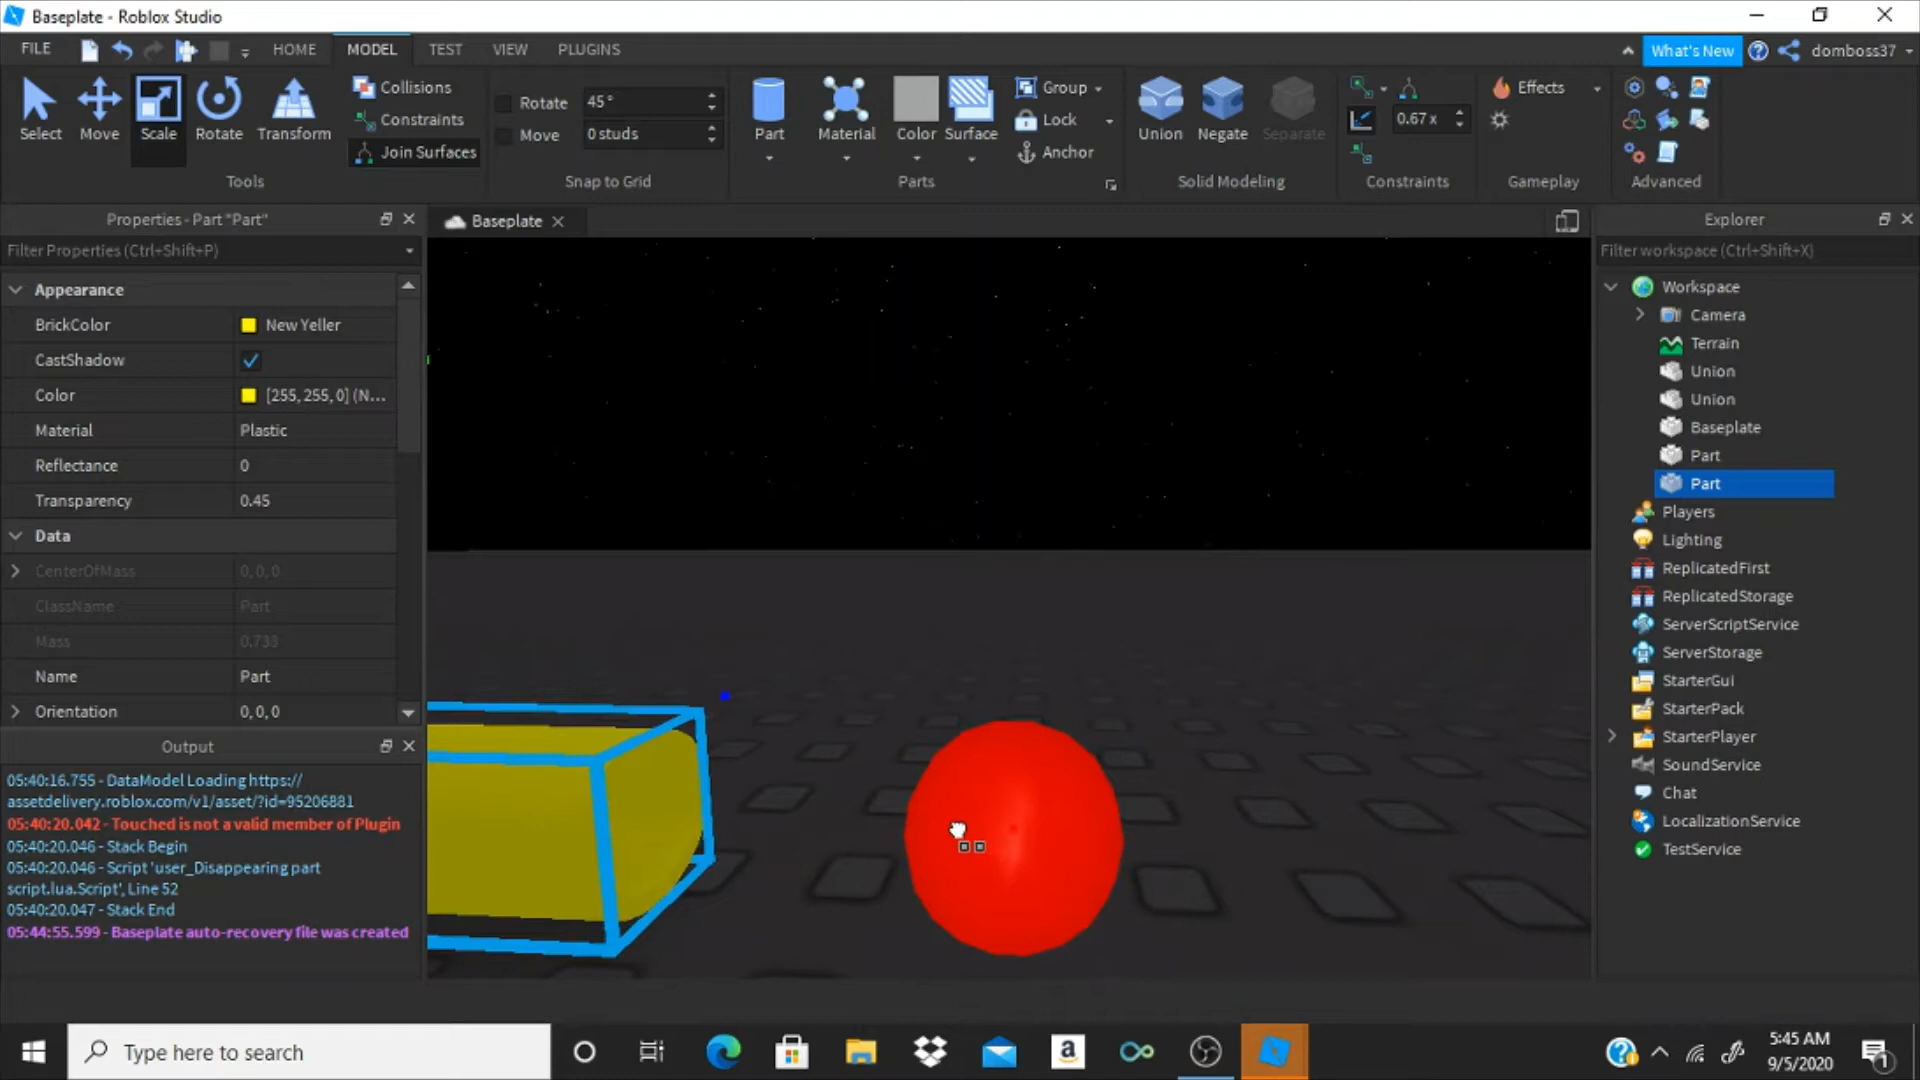 Baseplate - Roblox Studio
FILE HOME MODEL TEST VIEW PLUGINS What's New domboss37
Select Move Scale Rotate Transform
Collisions
Constraints
Join Surfaces
Tools
Rotate 45°
Move 0 studs
Snap to Grid
Part Material Color Surface
Group
Lock
Anchor
Parts
Union Negate Separate
Solid Modeling
0.67 x
Constraints
Effects
Gameplay
Advanced
Properties - Part "Part"
Filter Properties (Ctrl+Shift+P)
Appearance
BrickColor New Yeller
CastShadow
Color [255, 255, 0] (N...
Material Plastic
Reflectance 0
Transparency 0.45
Data
CenterOfMass 0, 0, 0
ClassName Part
Mass 0.733
Name Part
Orientation 0, 0, 0
Output
05:40:16.755 - DataModel Loading https://
assetdelivery.roblox.com/v1/asset/?id=95206881
05:40:20.042 - Touched is not a valid member of Plugin
05:40:20.046 - Stack Begin
05:40:20.046 - Script 'user_Disappearing part
script.lua.Script', Line 52
05:40:20.047 - Stack End
05:44:55.599 - Baseplate auto-recovery file was created
Baseplate
Explorer
Filter workspace (Ctrl+Shift+X)
Workspace
Camera
Terrain
Union
Union
Baseplate
Part
Part
Players
Lighting
ReplicatedFirst
ReplicatedStorage
ServerScriptService
ServerStorage
StarterGui
StarterPack
StarterPlayer
SoundService
Chat
LocalizationService
TestService
Type here to search
a
5:45 AM
9/5/2020
1